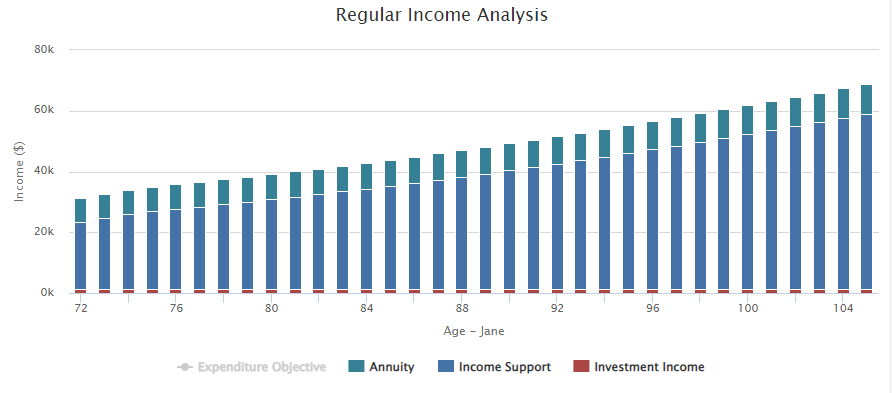 Regular Income Analysis
80k
60k
40k
20k
0k
Income ($)
72 76 80 84 88 92 96 100 104
Age – Jane
Expenditure Objective Annuity Income Support Investment Income